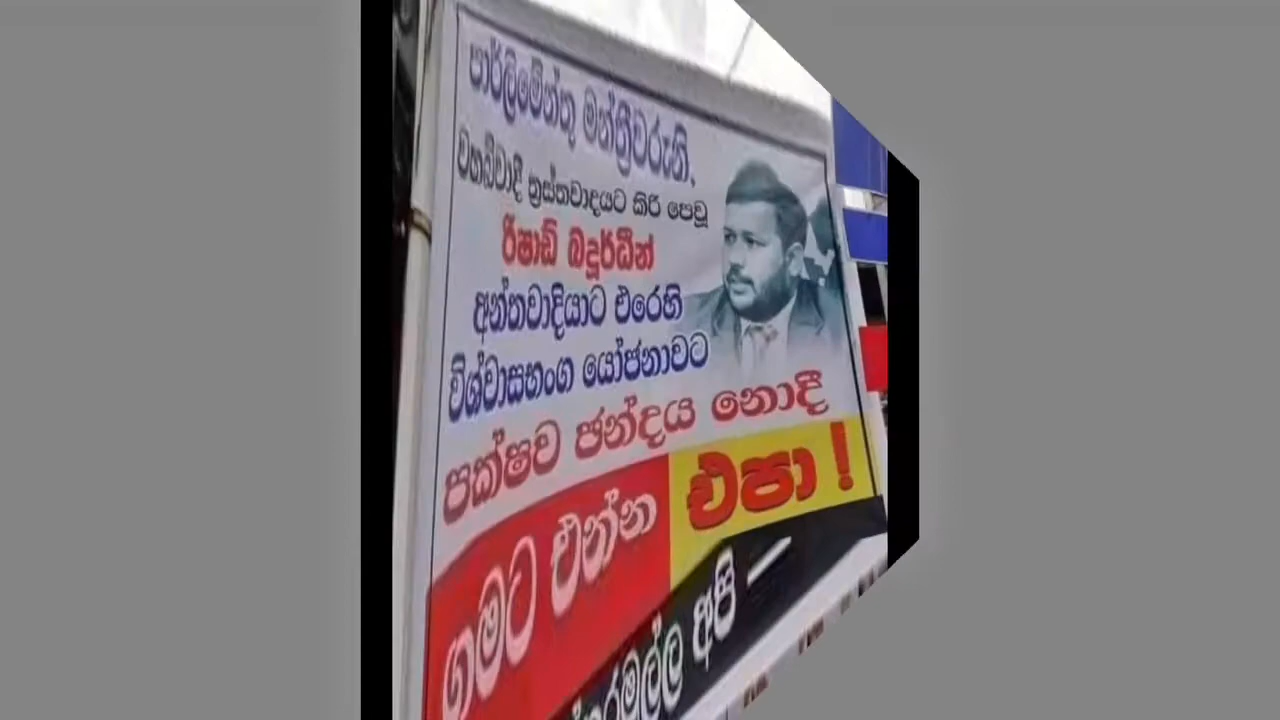 පාර්ලිමේන්තු මන්ත්‍රීවරුනි,
වහබ්වාදී ත්‍රස්තවාදයට කිරි පෙවූ
රිෂාඩ් බදූර්ධීන්
අන්තවාදියාට එරෙහි
විශ්වාසභංග යෝජනාවට
පක්ෂව ඡන්දය නොදී
ගමට එන්න එපා !
අපි –